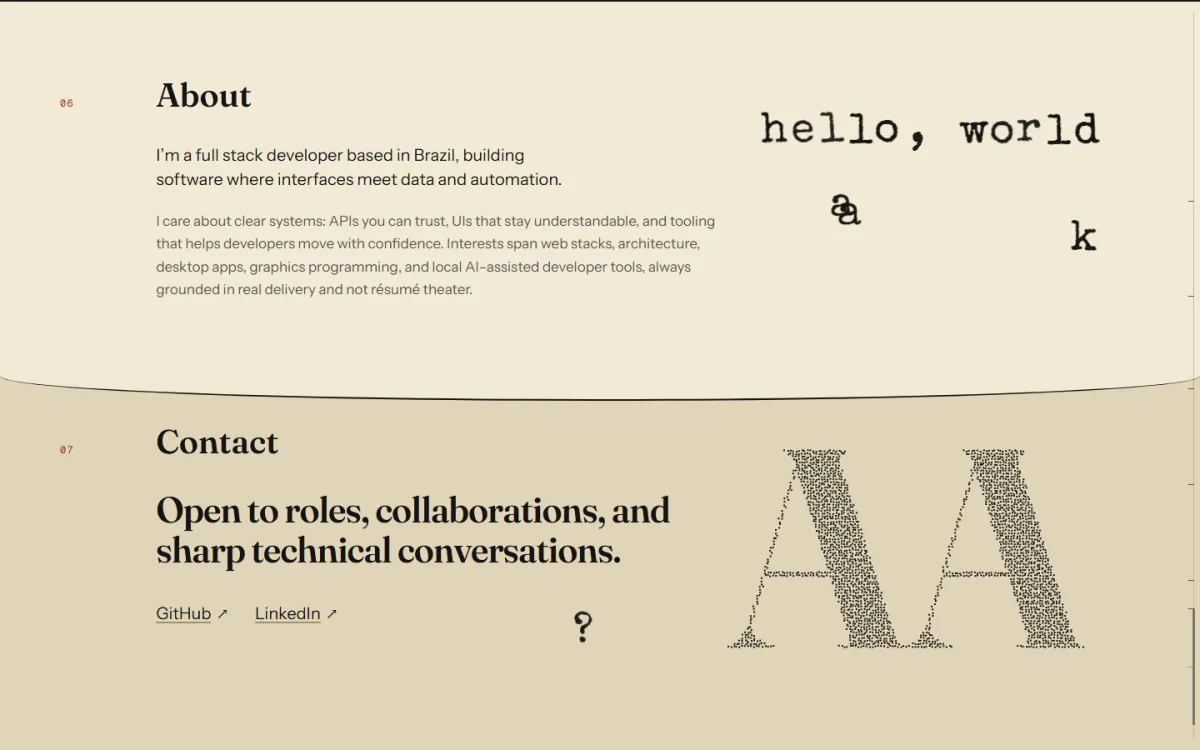 06
About
I'm a full stack developer based in Brazil, building
software where interfaces meet data and automation.
I care about clear systems: APIs you can trust, UIs that stay understandable, and tooling
that helps developers move with confidence. Interests span web stacks, architecture,
desktop apps, graphics programming, and local AI–assisted developer tools, always
grounded in real delivery and not résumé theater.
hello, world
a a
k
07
Contact
Open to roles, collaborations, and
sharp technical conversations.
GitHub ↗ LinkedIn ↗
?
AA